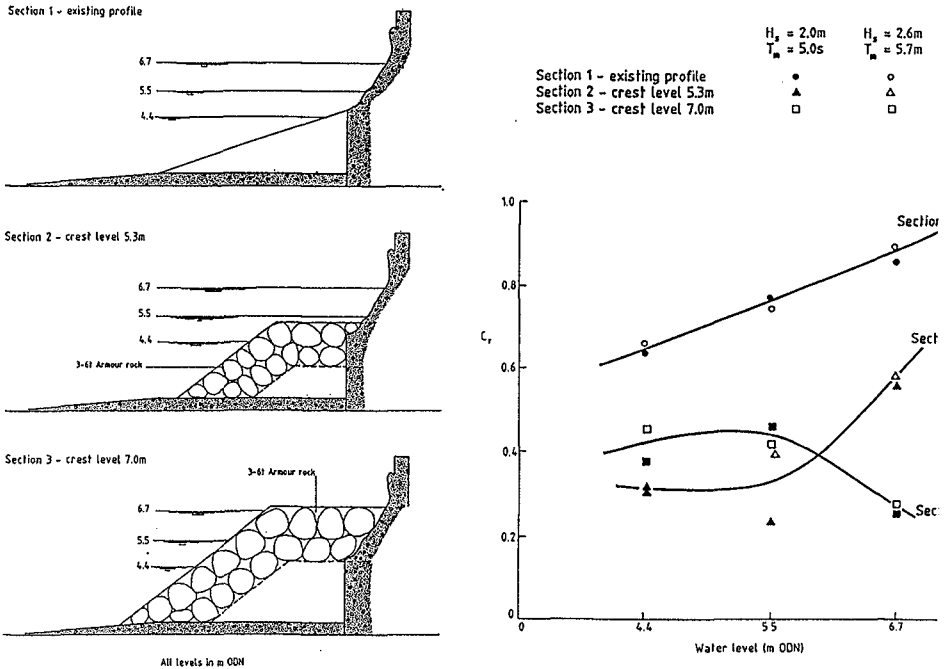 Section 1 - existing profile
6.7
5.5
4.4
Section 2 - crest level 5.3m
6.7
5.5
4.4
3-6t Armour rock
Section 3 - crest level 7.0m
3-6t Armour rock
6.7
5.5
4.4
All levels in m ODN
Hs = 2.0m Hs = 2.6m
Tm = 5.0s Tm = 5.7m
Section 1 - existing profile
Section 2 - crest level 5.3m
Section 3 - crest level 7.0m
1.0
0.8
Cr
0.6
0.4
0.2
0
Section
Sect
Sec
0 4.4 5 5 6.7
Water level (m ODN)